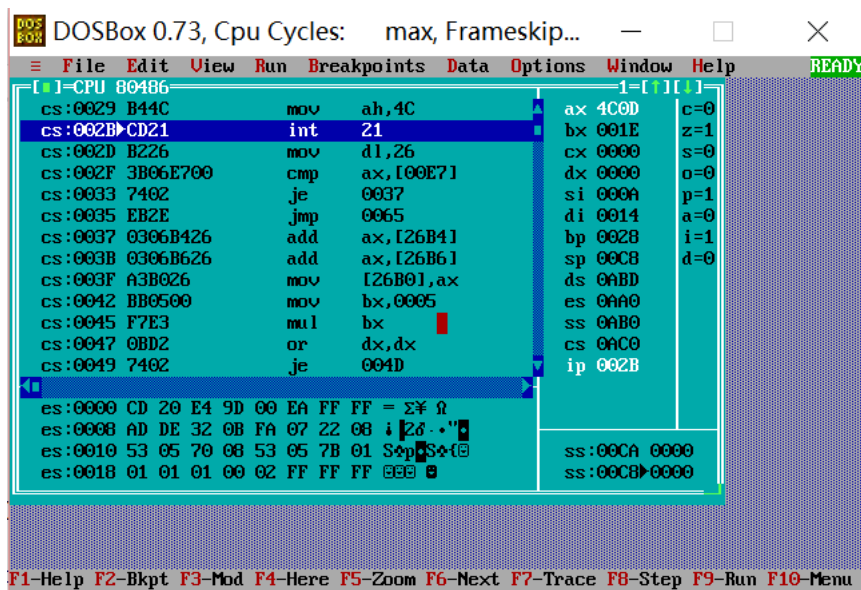 DOS BOX DOSBox 0.73, Cpu Cycles: max, Frameskip...
≡ File Edit View Run Breakpoints Data Options Window Help READY
[■]=CPU 80486 1=[↑][↓]
cs:0029 B44C mov ah,4C ax 4C0D c=0
cs:002B►CD21 int 21 bx 001E z=1
cs:002D B226 mov dl,26 cx 0000 s=0
cs:002F 3B06E700 cmp ax,[00E7] dx 0000 o=0
cs:0033 7402 je 0037 si 000A p=1
cs:0035 EB2E jmp 0065 di 0014 a=0
cs:0037 0306B426 add ax,[26B4] bp 0028 i=1
cs:003B 0306B626 add ax,[26B6] sp 00C8 d=0
cs:003F A3B026 mov [26B0],ax ds 0ABD
cs:0042 BB0500 mov bx,0005 es 0AA0
cs:0045 F7E3 mul bx ss 0AB0
cs:0047 0BD2 or dx,dx cs 0AC0
cs:0049 7402 je 004D ip 002B
es:0000 CD 20 E4 9D 00 EA FF FF = Σ¥ Ω
es:0008 AD DE 32 0B FA 07 22 08
es:0010 53 05 70 08 53 05 7B 01 S♣p◘S♣{☺
es:0018 01 01 01 00 02 FF FF FF ☺☺☺ ☻
ss:00CA 0000
ss:00C8►0000
F1-Help F2-Bkpt F3-Mod F4-Here F5-Zoom F6-Next F7-Trace F8-Step F9-Run F10-Menu